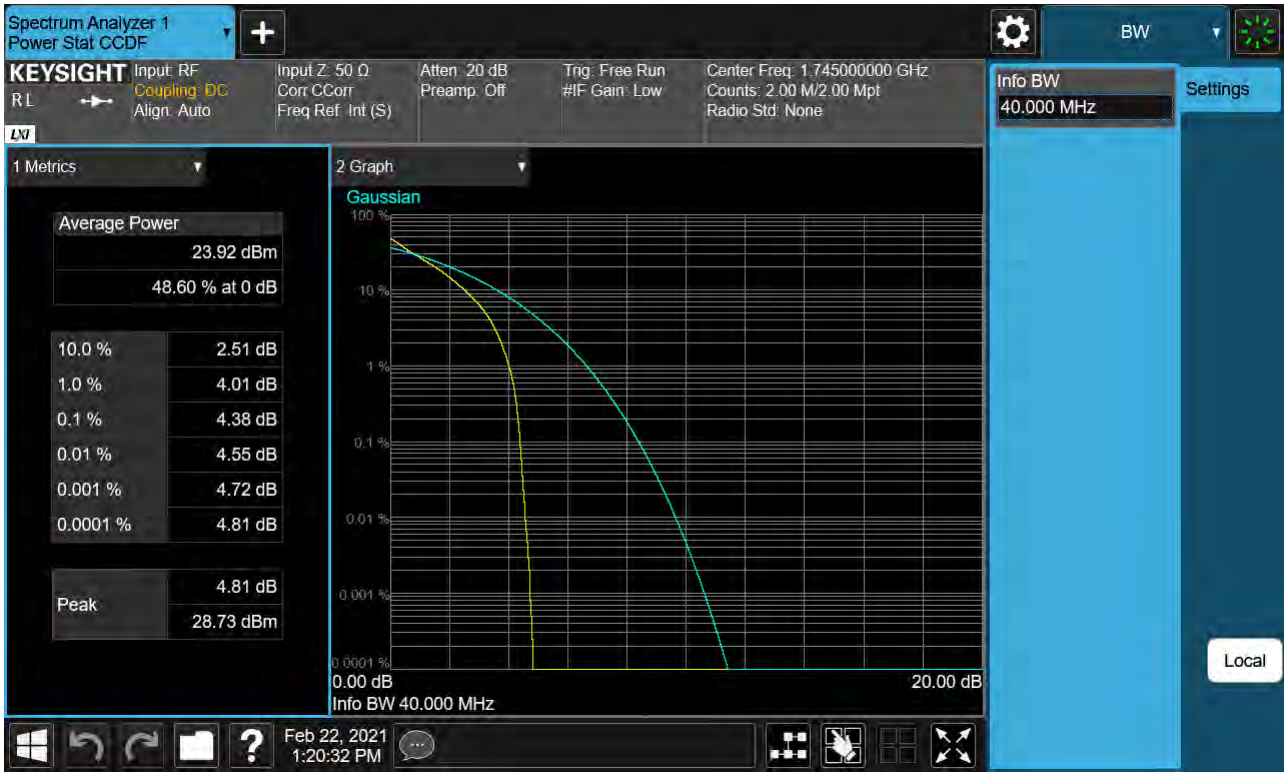 Spectrum Analyzer 1
Power Stat CCDF
BW
KEYSIGHT
R L
LXI
Input: RF
Coupling: DC
Align: Auto
Input Z: 50 Ω
Corr CCorr
Freq Ref: Int (S)
Atten: 20 dB
Preamp: Off
Trig: Free Run
#IF Gain: Low
Center Freq: 1.745000000 GHz
Counts: 2.00 M/2.00 Mpt
Radio Std: None
Info BW
40.000 MHz
Settings
1 Metrics
Average Power
23.92 dBm
48.60 % at 0 dB
10.0 % 2.51 dB
1.0 % 4.01 dB
0.1 % 4.38 dB
0.01 % 4.55 dB
0.001 % 4.72 dB
0.0001 % 4.81 dB
Peak
4.81 dB
28.73 dBm
2 Graph
Gaussian
100 %
10 %
1 %
0.1 %
0.01 %
0.001 %
0.0001 %
0.00 dB 20.00 dB
Info BW 40.000 MHz
Local
?
Feb 22, 2021
1:20:32 PM